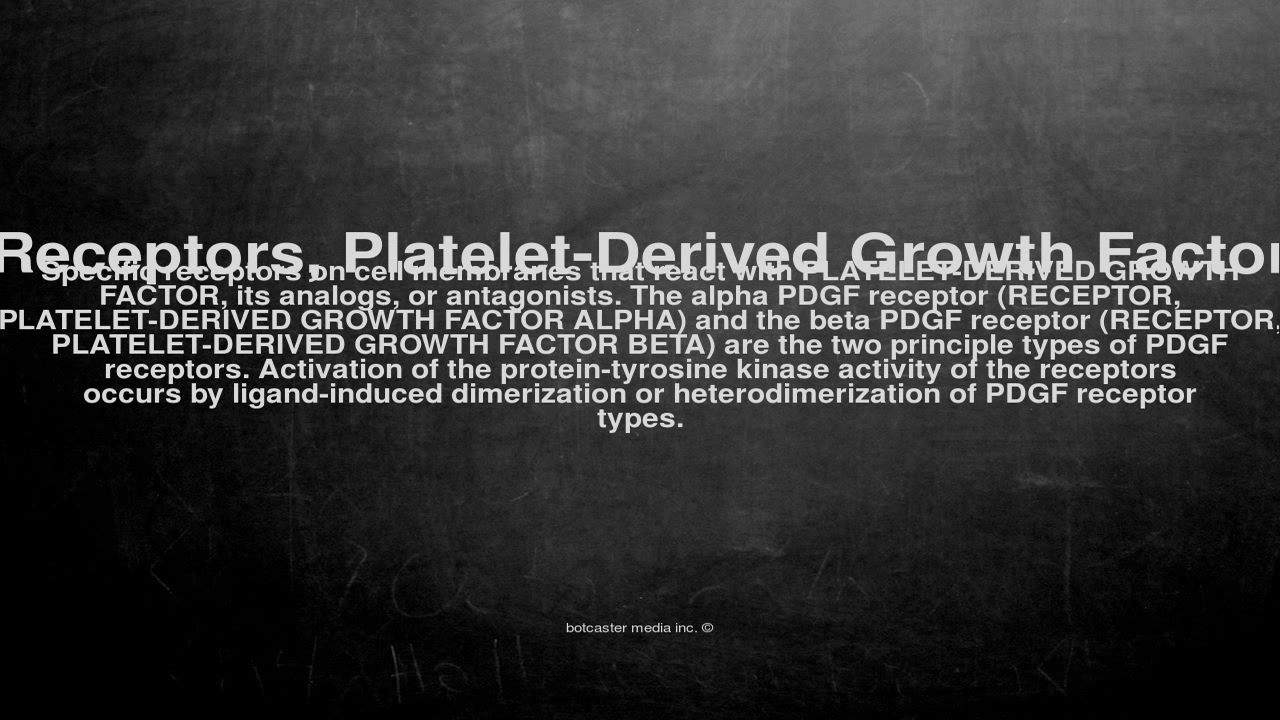 Receptors, Platelet-Derived Growth Factor
Specific receptors on cell membranes that react with PLATELET-DERIVED GROWTH
FACTOR, its analogs, or antagonists. The alpha PDGF receptor (RECEPTOR,
PLATELET-DERIVED GROWTH FACTOR ALPHA) and the beta PDGF receptor (RECEPTOR,
PLATELET-DERIVED GROWTH FACTOR BETA) are the two principle types of PDGF
receptors. Activation of the protein-tyrosine kinase activity of the receptors
occurs by ligand-induced dimerization or heterodimerization of PDGF receptor
types.
botcaster media inc. ©